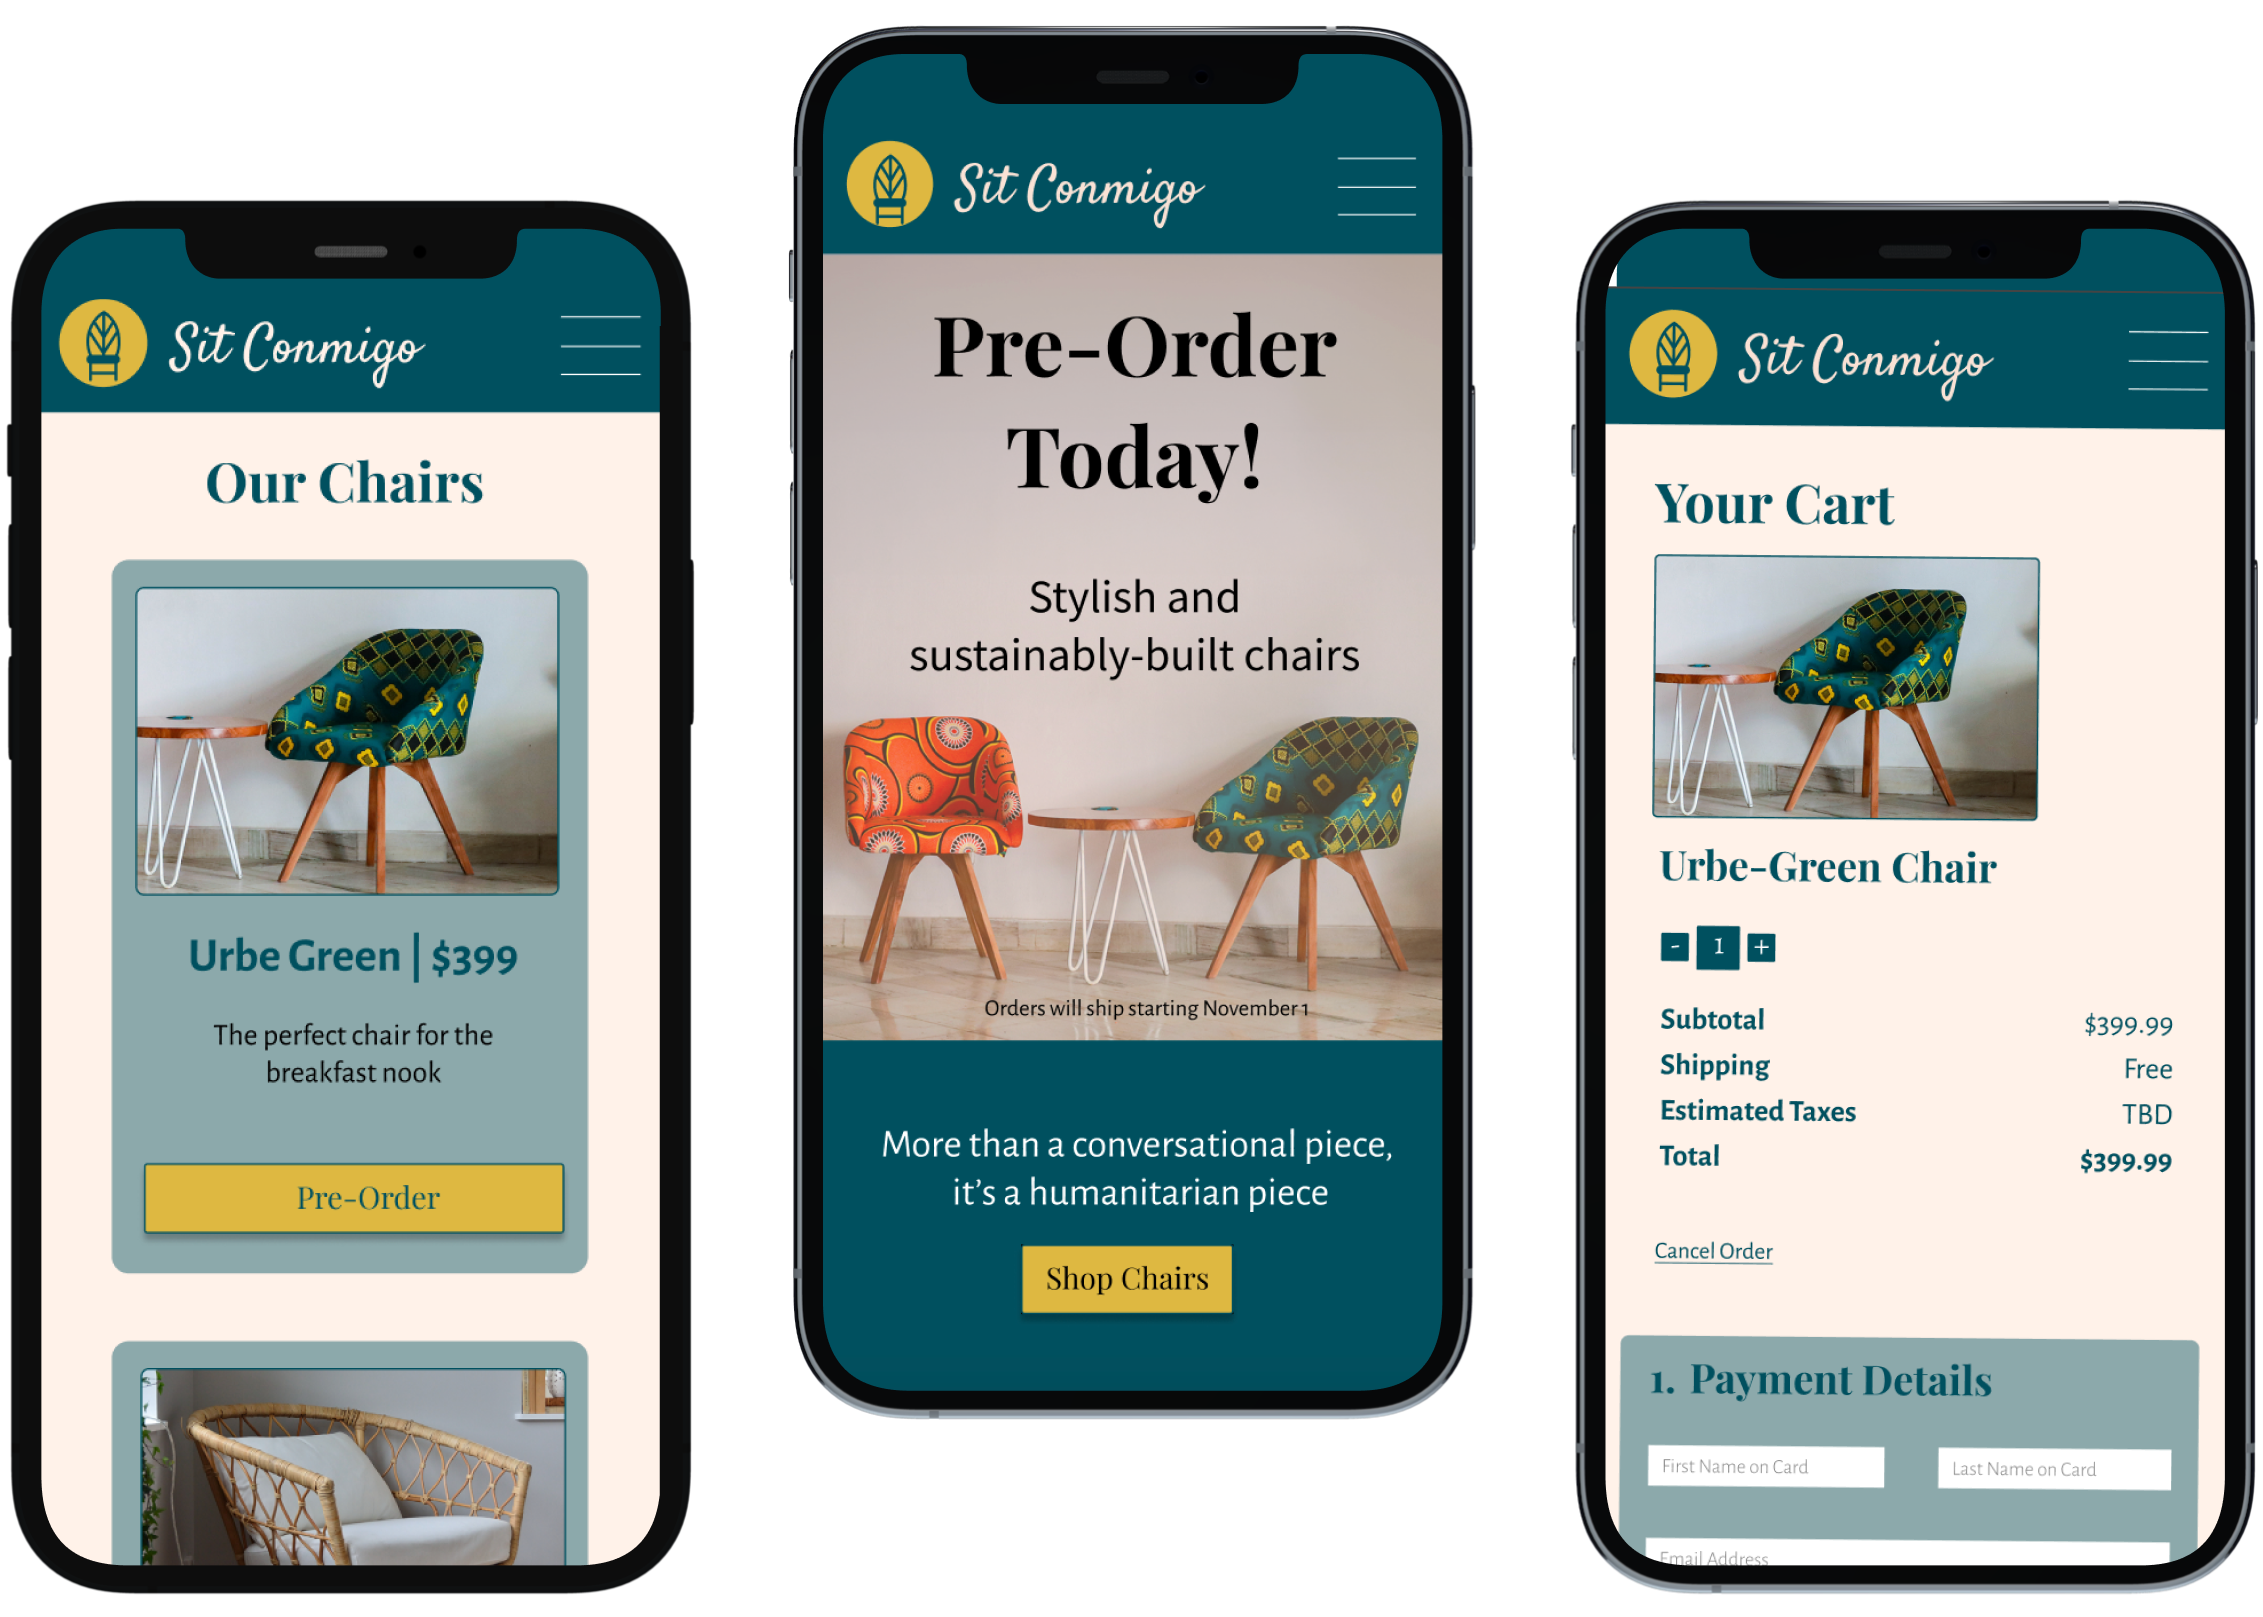 Sit Conmigo
Our Chairs
Urbe Green | $399
The perfect chair for the
breakfast nook
Pre-Order
Sit Conmigo
Pre-Order
Today!
Stylish and
sustainably-built chairs
Orders will ship starting November 1
More than a conversational piece,
it's a humanitarian piece
Shop Chairs
Sit Conmigo
Your Cart
Urbe-Green Chair
- 1 +
Subtotal $399.99
Shipping Free
Estimated Taxes TBD
Total $399.99
Cancel Order
1. Payment Details
First Name on Card Last Name on Card
Email Address